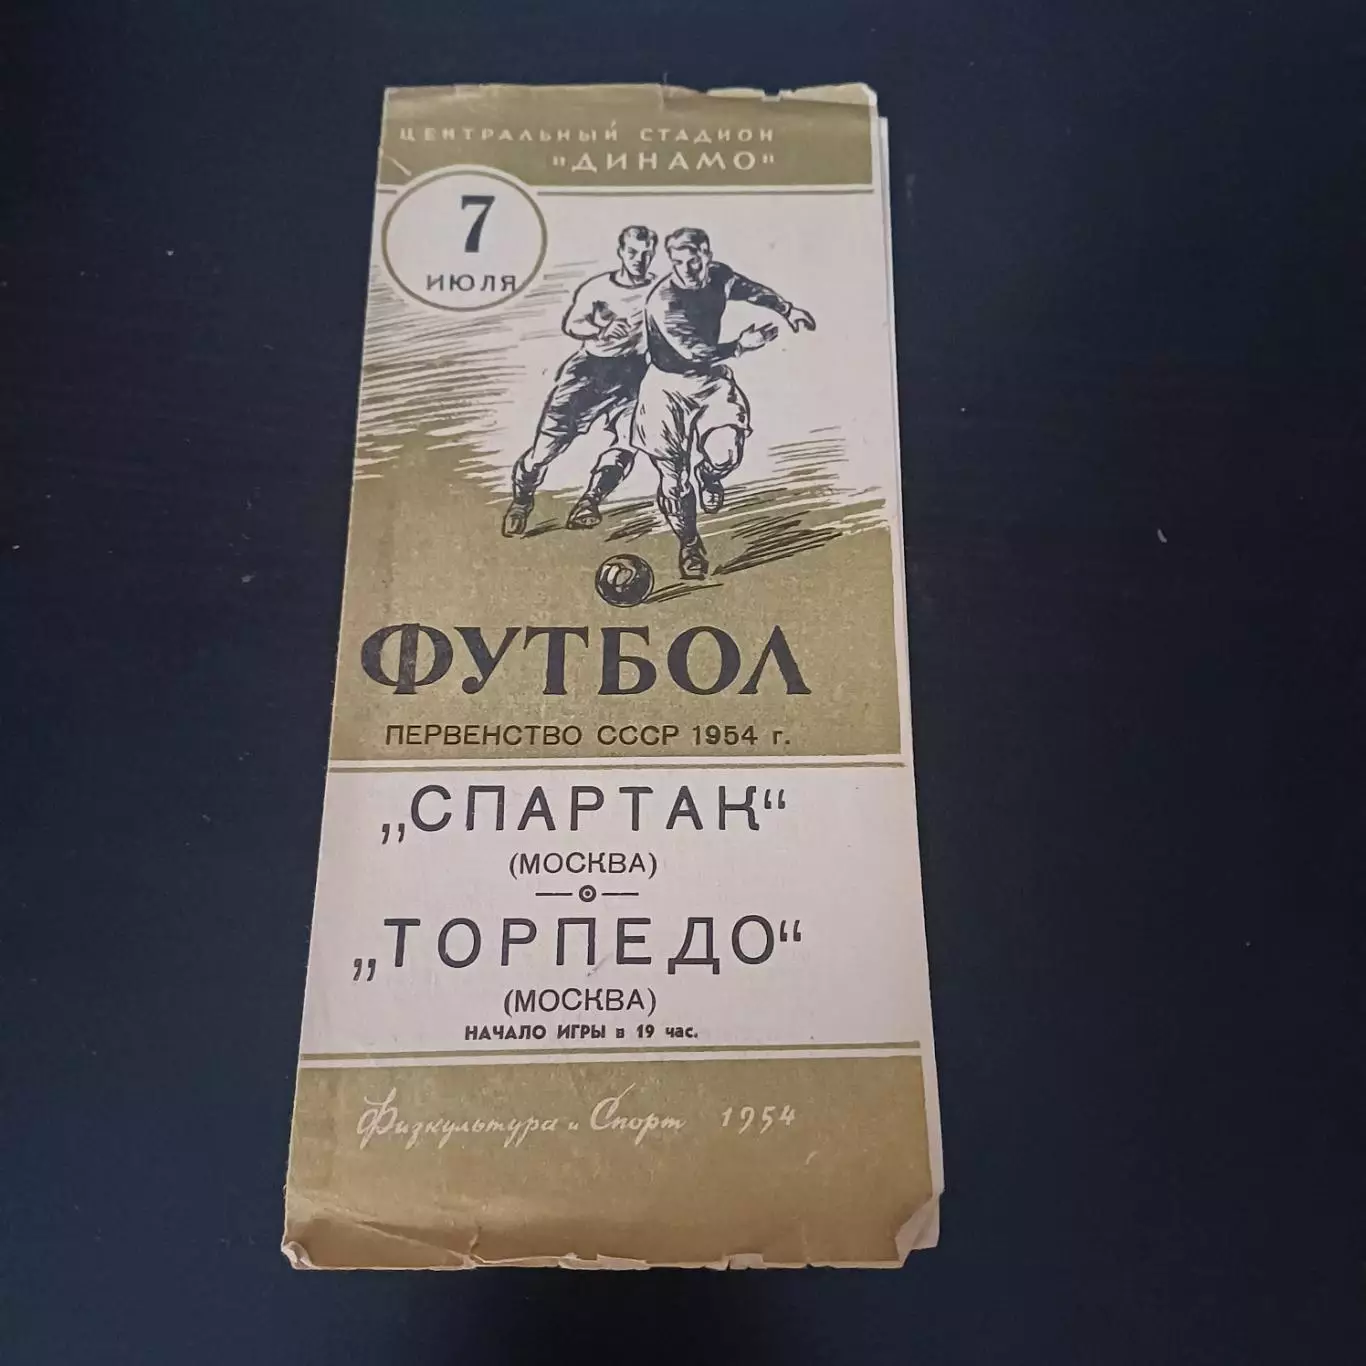 ЦЕНТРАЛЬНЫЙ СТАДИОН
"ДИНАМО"
7
ИЮЛЯ
ФУТБОЛ
ПЕРВЕНСТВО СССР 1954 г.
„СПАРТАК“
(МОСКВА)
„ТОРПЕДО“
(МОСКВА)
НАЧАЛО ИГРЫ в 19 час.
Физкультура и Спорт 1954